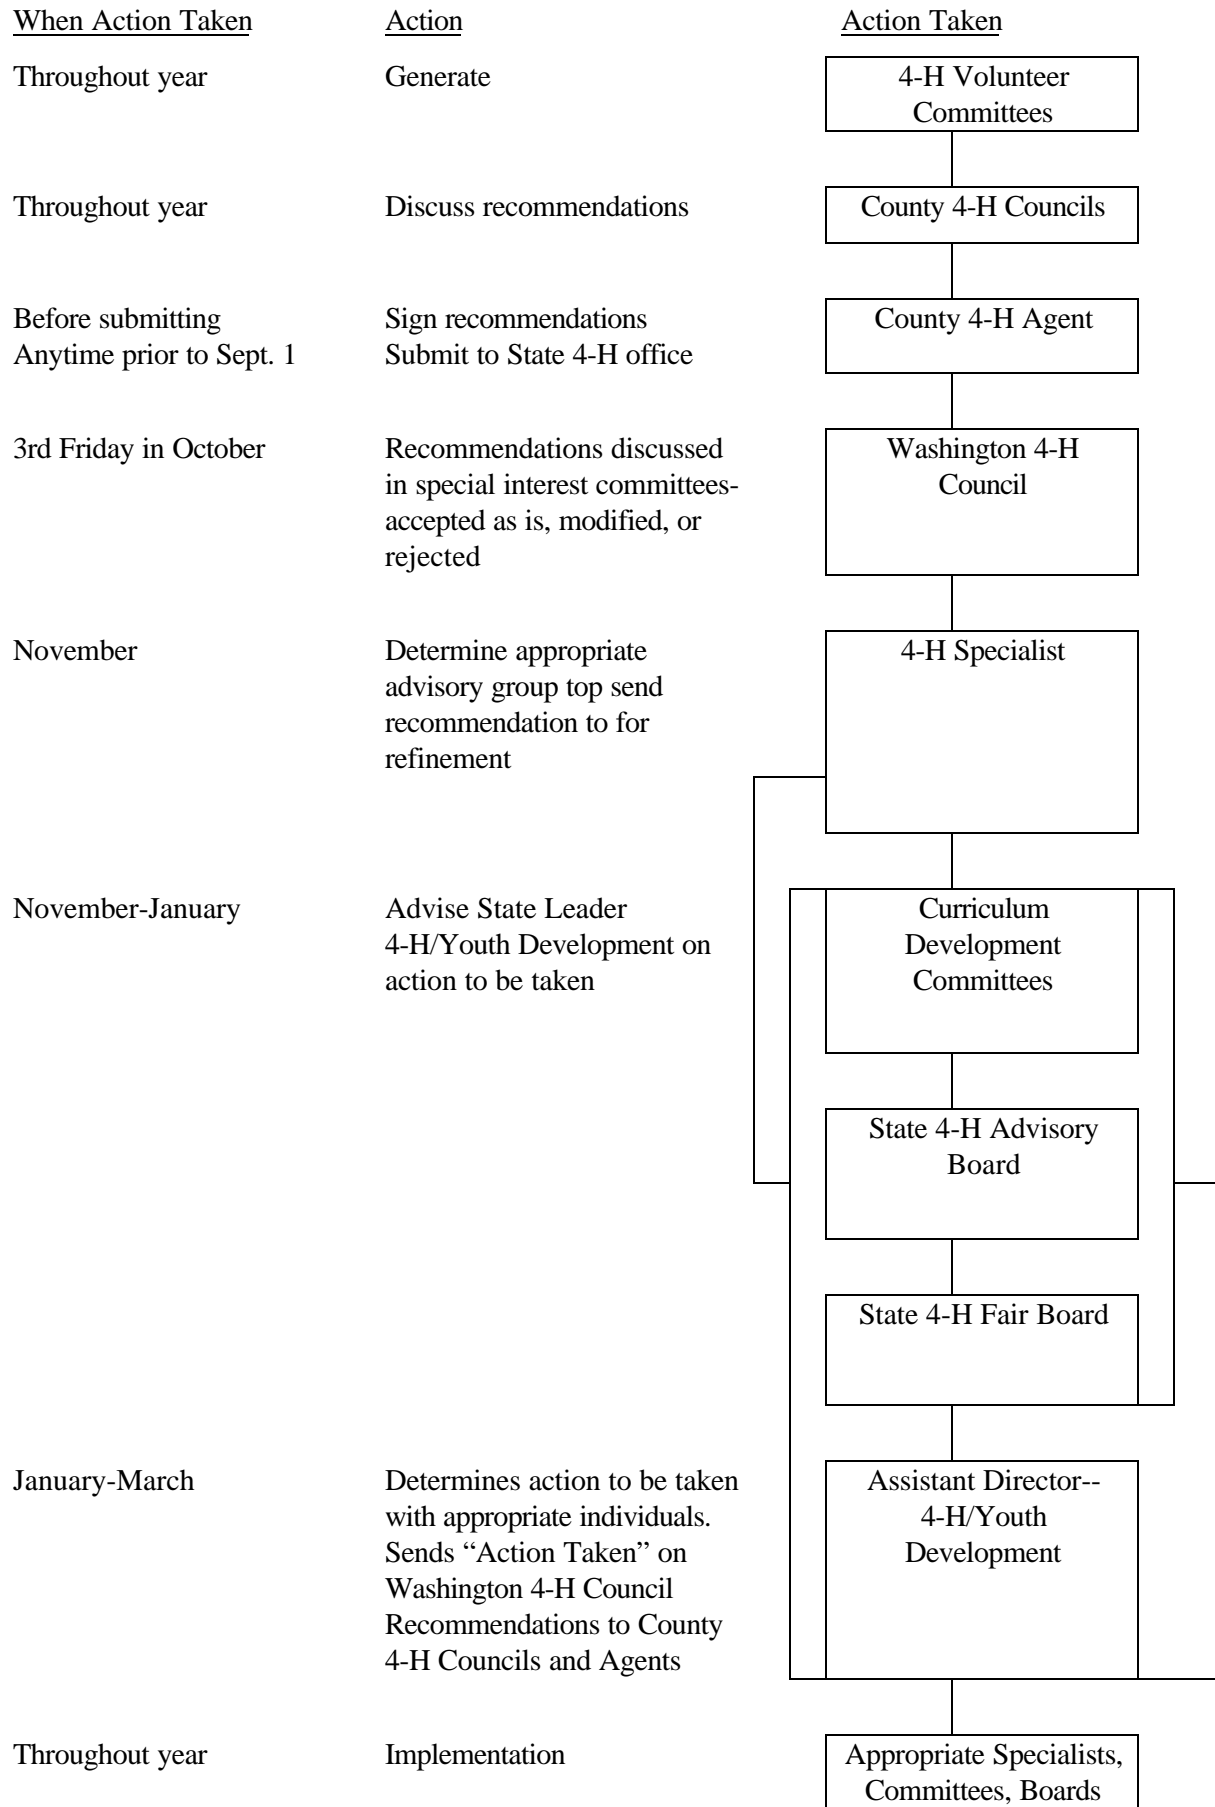 When Action Taken Action Action Taken
Throughout year Generate 4-H Volunteer
Committees
Throughout year Discuss recommendations County 4-H Councils
Before submitting Sign recommendations County 4-H Agent
Anytime prior to Sept. 1 Submit to State 4-H office
3rd Friday in October Recommendations discussed Washington 4-H
in special interest committees- Council
accepted as is, modified, or
rejected
November Determine appropriate 4-H Specialist
advisory group top send
recommendation to for
refinement
November-January Advise State Leader Curriculum
4-H/Youth Development on Development
action to be taken Committees
State 4-H Advisory
Board
State 4-H Fair Board
January-March Determines action to be taken Assistant Director--
with appropriate individuals. 4-H/Youth
Sends “Action Taken” on Development
Washington 4-H Council
Recommendations to County
4-H Councils and Agents
Throughout year Implementation Appropriate Specialists,
Committees, Boards